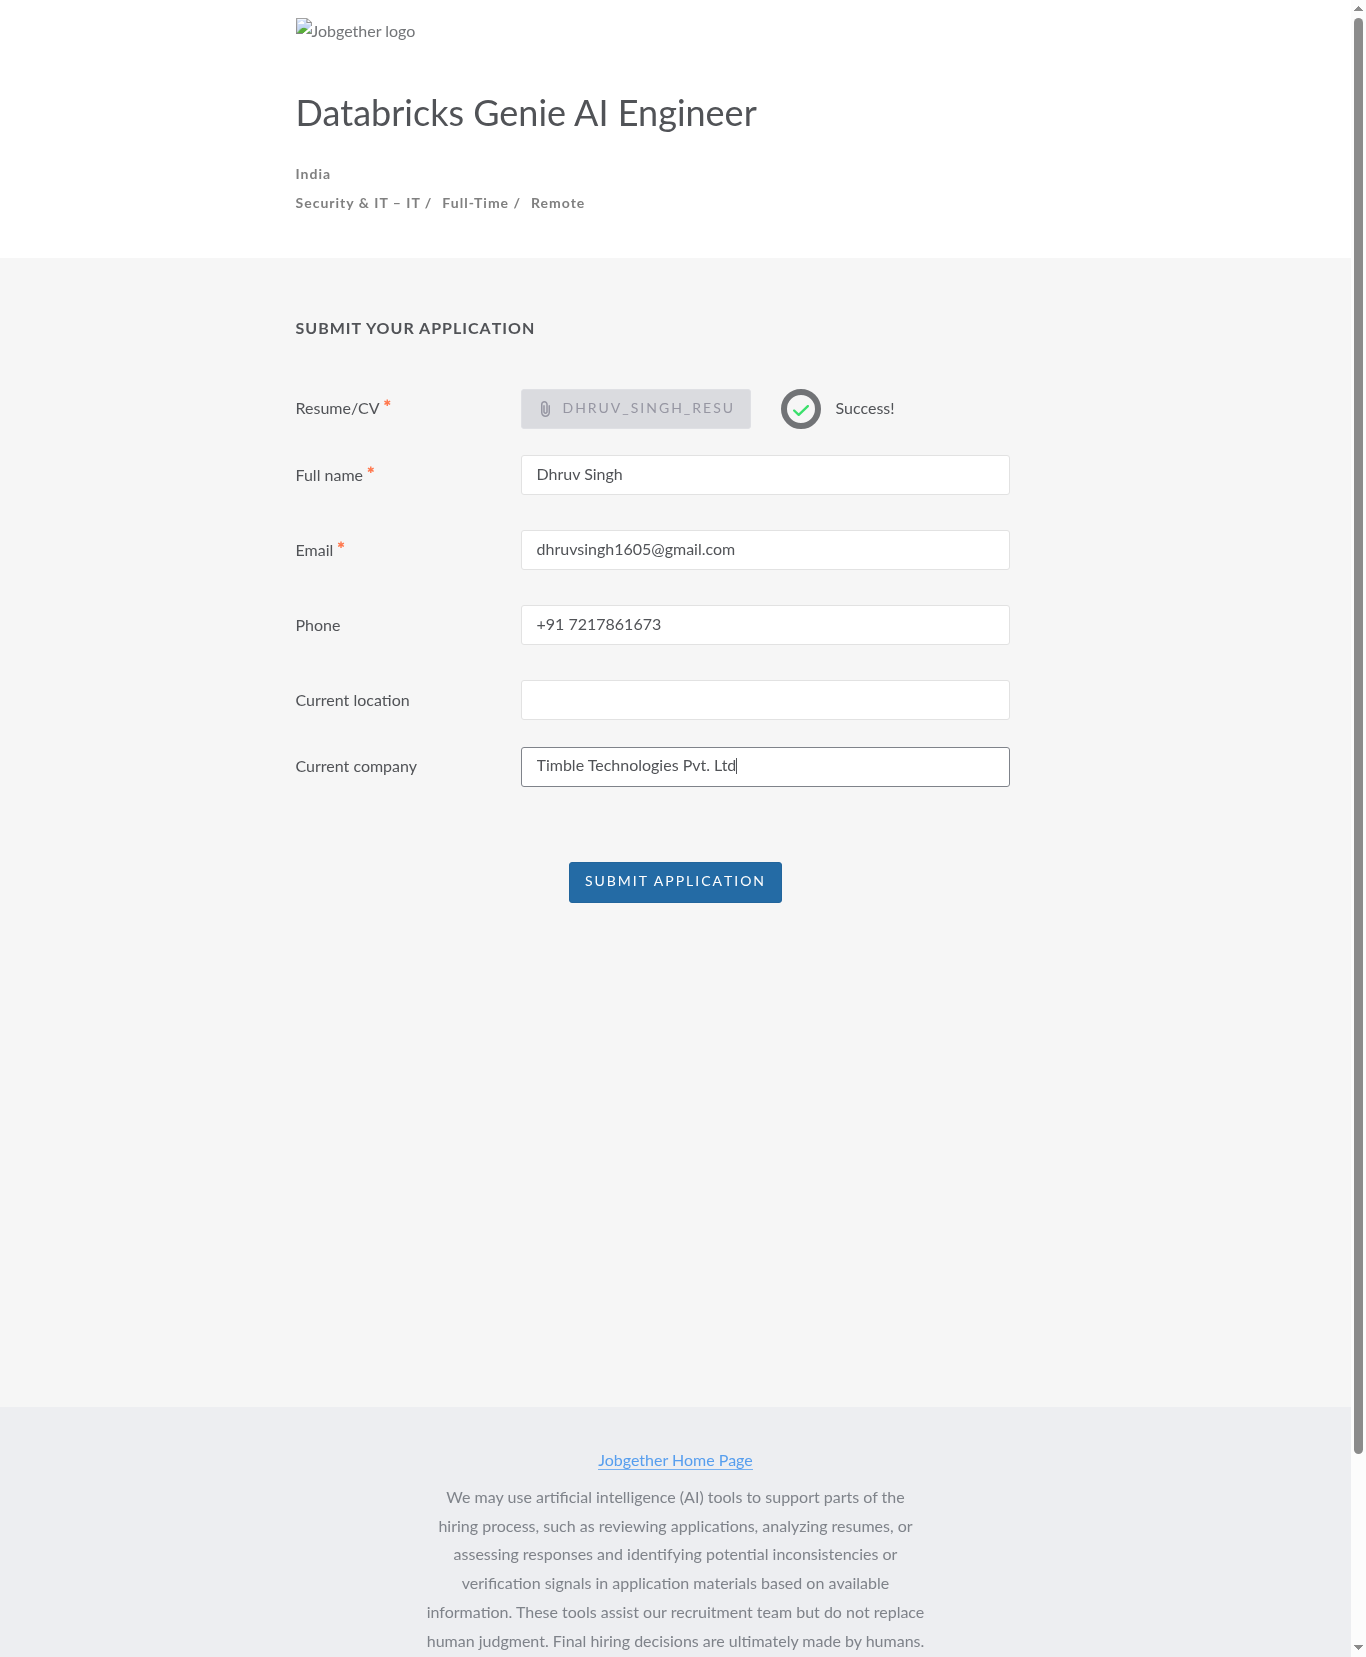 Jobgether logo
Databricks Genie AI Engineer
India
Security & IT – IT / Full-Time / Remote
SUBMIT YOUR APPLICATION
Resume/CV * DHRUV_SINGH_RESU Success!
Full name * Dhruv Singh
Email * dhruvsingh1605@gmail.com
Phone +91 7217861673
Current location
Current company Timble Technologies Pvt. Ltd
SUBMIT APPLICATION
Jobgether Home Page
We may use artificial intelligence (AI) tools to support parts of the
hiring process, such as reviewing applications, analyzing resumes, or
assessing responses and identifying potential inconsistencies or
verification signals in application materials based on available
information. These tools assist our recruitment team but do not replace
human judgment. Final hiring decisions are ultimately made by humans.